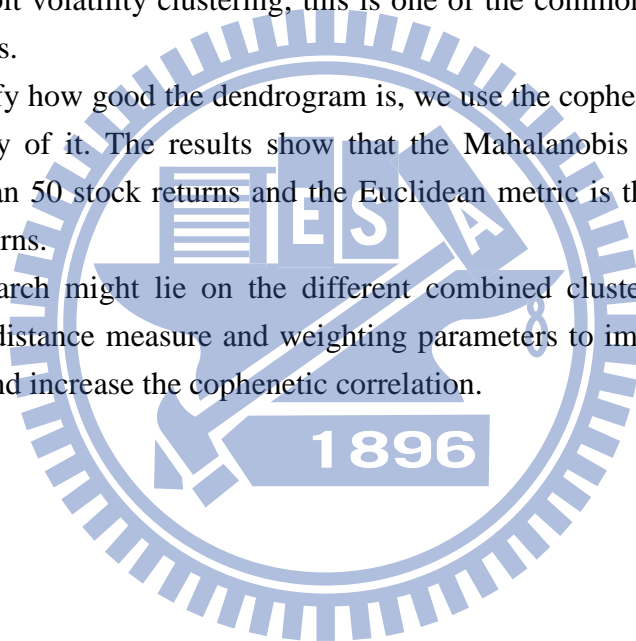 volatility clustering, this is one of the common
s.
fy how good the dendrogram is, we use the cophe
y of it. The results show that the Mahalanobis
an 50 stock returns and the Euclidean metric is th
rns.
arch might lie on the different combined cluste
distance measure and weighting parameters to im
nd increase the cophenetic correlation.
E S A
1896